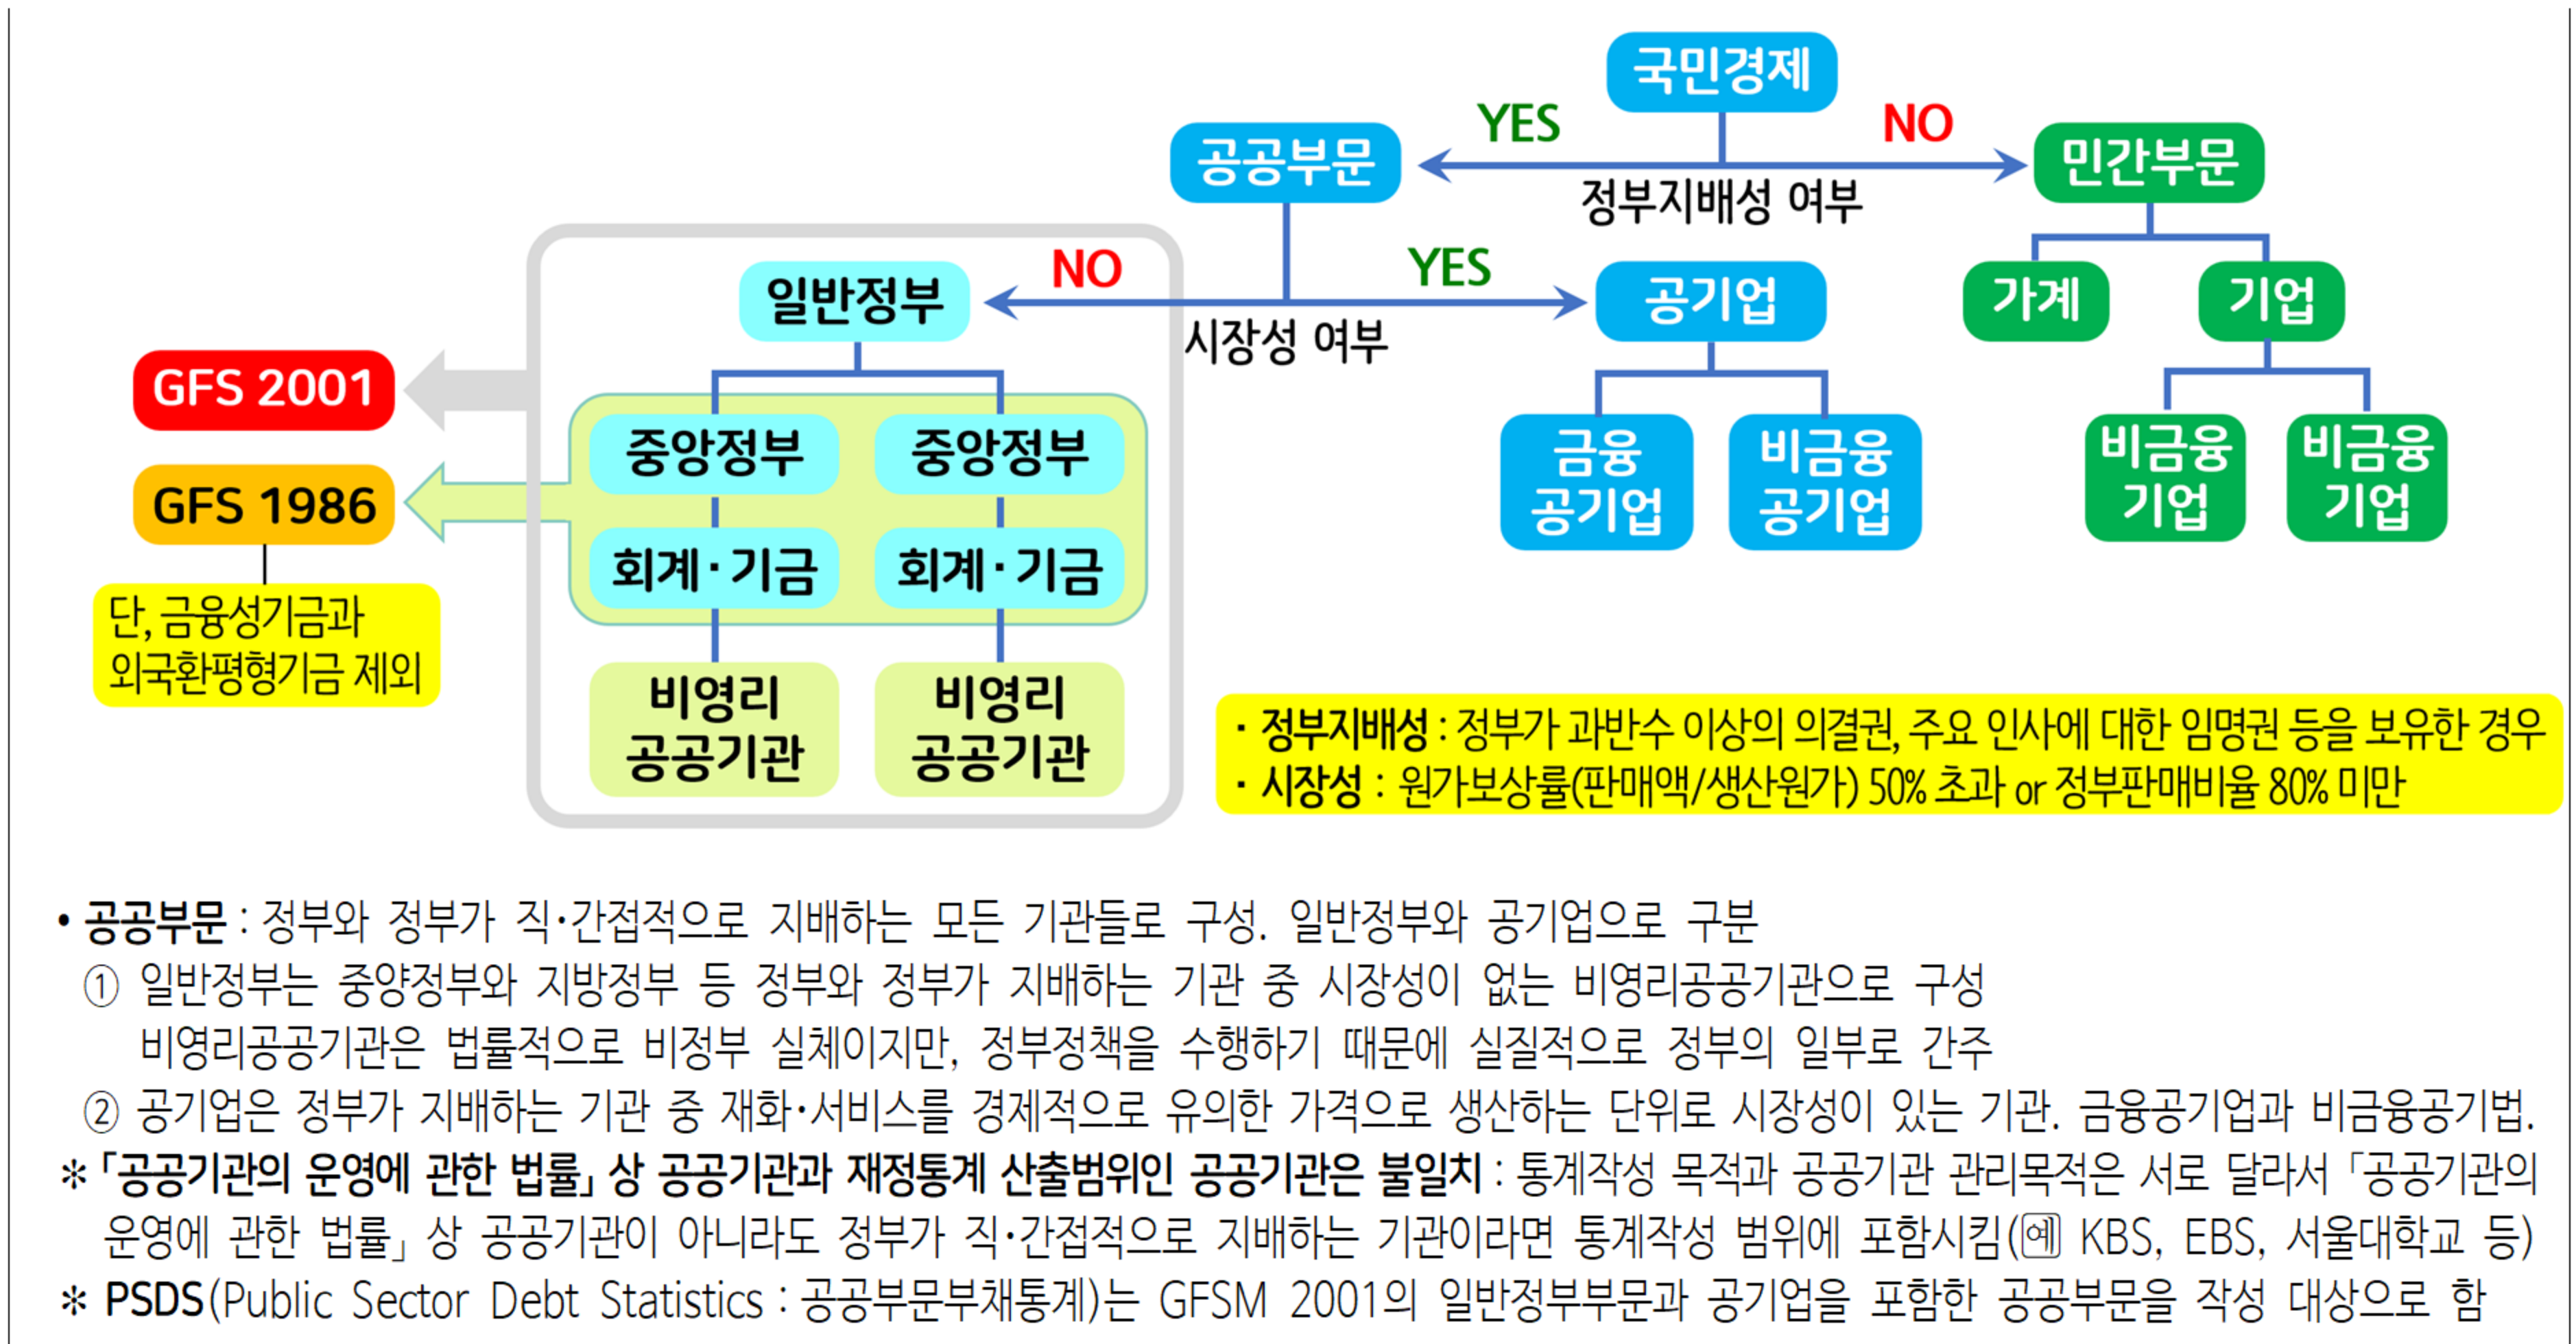 국민경제
YES
NO
공공부문
민간부문
정부지배성 여부
NO
YES
일반정부
공기업
가계
기업
시장성 여부
GFS 2001
중앙정부
중앙정부
금융
공기업
비금융
공기업
비금융
기업
비금융
기업
GFS 1986
회계·기금
회계·기금
단, 금융성기금과
외국환평형기금 제외
비영리
공공기관
비영리
공공기관
· 정부지배성 : 정부가 과반수 이상의 의결권, 주요 인사에 대한 임명권 등을 보유한 경우
· 시장성 : 원가보상률(판매액/생산원가) 50% 초과 or 정부판매비율 80% 미만
• 공공부문 : 정부와 정부가 직·간접적으로 지배하는 모든 기관들로 구성. 일반정부와 공기업으로 구분
① 일반정부는 중양정부와 지방정부 등 정부와 정부가 지배하는 기관 중 시장성이 없는 비영리공공기관으로 구성
비영리공공기관은 법률적으로 비정부 실체이지만, 정부정책을 수행하기 때문에 실질적으로 정부의 일부로 간주
② 공기업은 정부가 지배하는 기관 중 재화·서비스를 경제적으로 유의한 가격으로 생산하는 단위로 시장성이 있는 기관. 금융공기업과 비금융공기법.
* 「공공기관의 운영에 관한 법률」 상 공공기관과 재정통계 산출범위인 공공기관은 불일치 : 통계작성 목적과 공공기관 관리목적은 서로 달라서 「공공기관의
운영에 관한 법률」 상 공공기관이 아니라도 정부가 직·간접적으로 지배하는 기관이라면 통계작성 범위에 포함시킴(예 KBS, EBS, 서울대학교 등)
* PSDS(Public Sector Debt Statistics : 공공부문부채통계)는 GFSM 2001의 일반정부부문과 공기업을 포함한 공공부문을 작성 대상으로 함